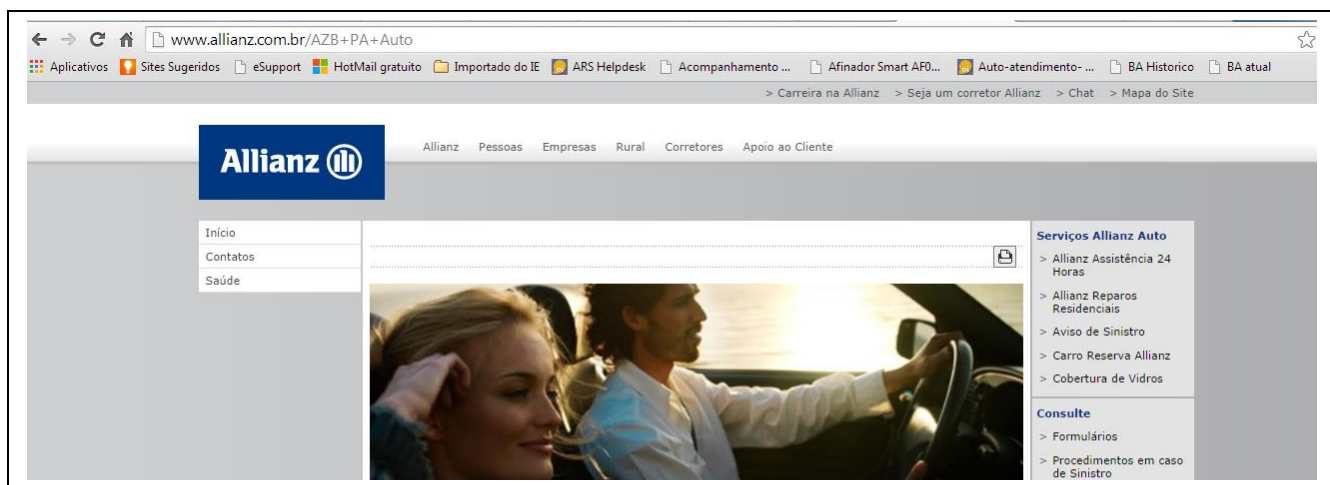 www.allianz.com.br/AZB+PA+Auto
Aplicativos Sites Sugeridos eSupport HotMail gratuito Importado do IE ARS Helpdesk Acompanhamento ... Afinador Smart AF0... Auto-atendimento- ... BA Historico BA atual
> Carreira na Allianz > Seja um corretor Allianz > Chat > Mapa do Site
Allianz
Allianz Pessoas Empresas Rural Corretores Apoio ao Cliente
Início
Contatos
Saúde
Serviços Allianz Auto
> Allianz Assistência 24
Horas
> Allianz Reparos
Residenciais
> Aviso de Sinistro
> Carro Reserva Allianz
> Cobertura de Vidros
Consulte
> Formulários
> Procedimentos em caso
de Sinistro